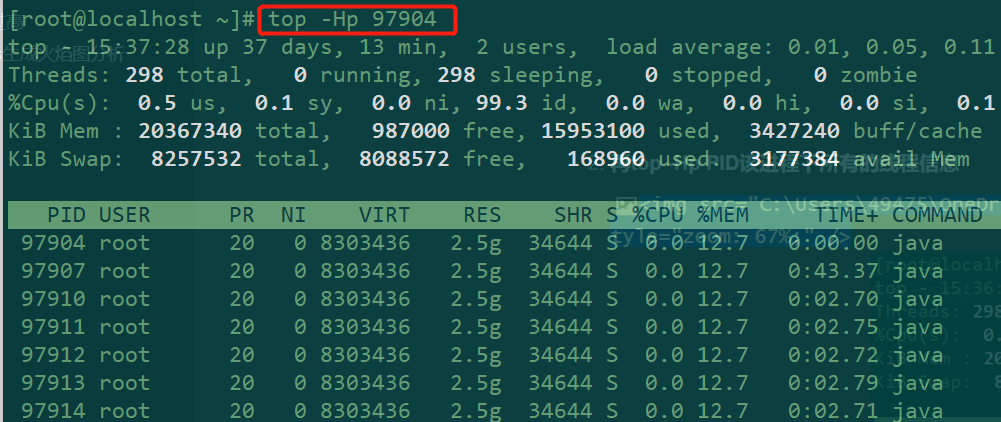 [root@localhost ~]# top -Hp 97904
top - 15:37:28 up 37 days, 13 min,  2 users,  load average: 0.01, 0.05, 0.11
Threads: 298 total,   0 running, 298 sleeping,   0 stopped,   0 zombie
%Cpu(s):  0.5 us,  0.1 sy,  0.0 ni, 99.3 id,  0.0 wa,  0.0 hi,  0.0 si,  0.1
KiB Mem : 20367340 total,   987000 free, 15953100 used,  3427240 buff/cache
KiB Swap:  8257532 total,  8088572 free,   168960 used.  3177384 avail Mem
PID USER      PR  NI    VIRT    RES    SHR S %CPU %MEM     TIME+ COMMAND
97904 root      20   0 8303436   2.5g  34644 S  0.0 12.7   0:00.00 java
97907 root      20   0 8303436   2.5g  34644 S  0.0 12.7   0:43.37 java
97910 root      20   0 8303436   2.5g  34644 S  0.0 12.7   0:02.70 java
97911 root      20   0 8303436   2.5g  34644 S  0.0 12.7   0:02.75 java
97912 root      20   0 8303436   2.5g  34644 S  0.0 12.7   0:02.72 java
97913 root      20   0 8303436   2.5g  34644 S  0.0 12.7   0:02.79 java
97914 root      20   0 8303436   2.5g  34644 S  0.0 12.7   0:02.71 java